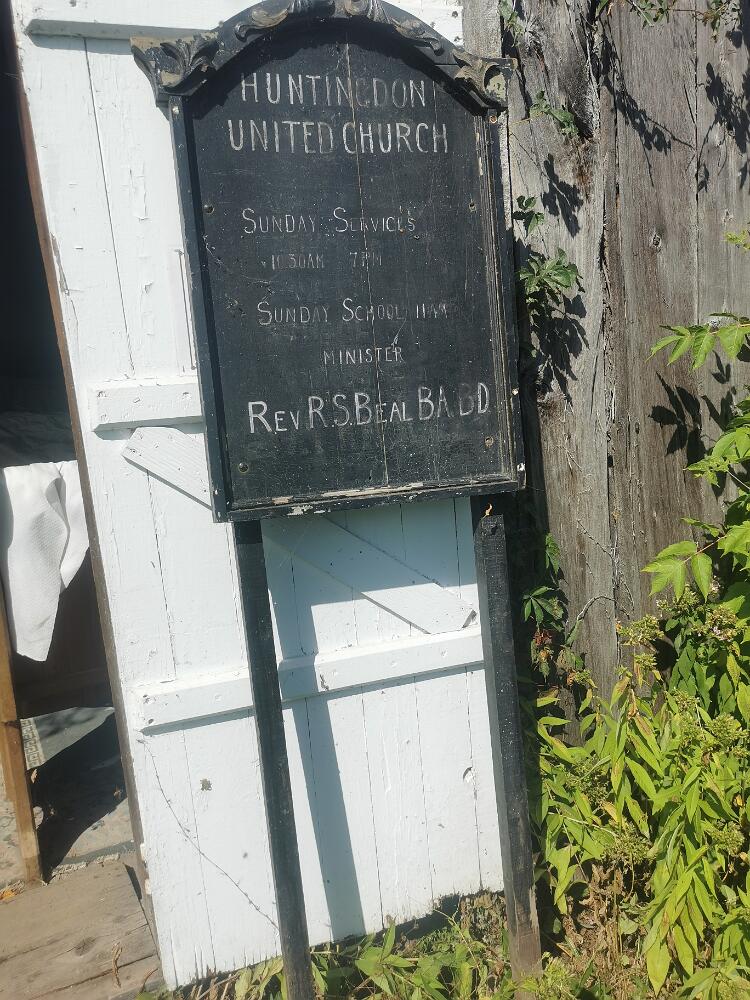 HUNTINGDON
UNITED CHURCH
SUNDAY SERVICES
10.30AM 7PM
SUNDAY SCHOOL 11AM
MINISTER
REV R.S. BEAL BA. BD